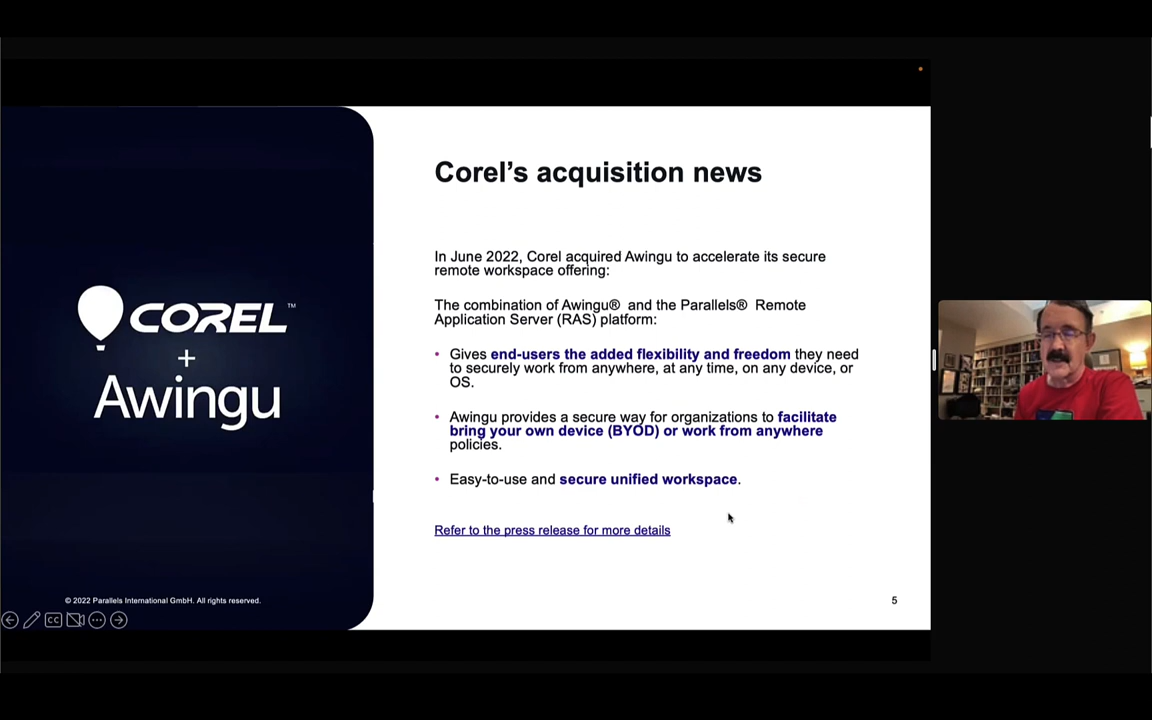 Corel's acquisition news
In June 2022, Corel acquired Awingu to accelerate its secure
remote workspace offering:
The combination of Awingu® and the Parallels® Remote
Application Server (RAS) platform:
• Gives end-users the added flexibility and freedom they need
to securely work from anywhere, at any time, on any device, or
OS.
• Awingu provides a secure way for organizations to facilitate
bring your own device (BYOD) or work from anywhere
policies.
• Easy-to-use and secure unified workspace.
Refer to the press release for more details
COREL™
+
Awingu
© 2022 Parallels International GmbH. All rights reserved.
5
CC